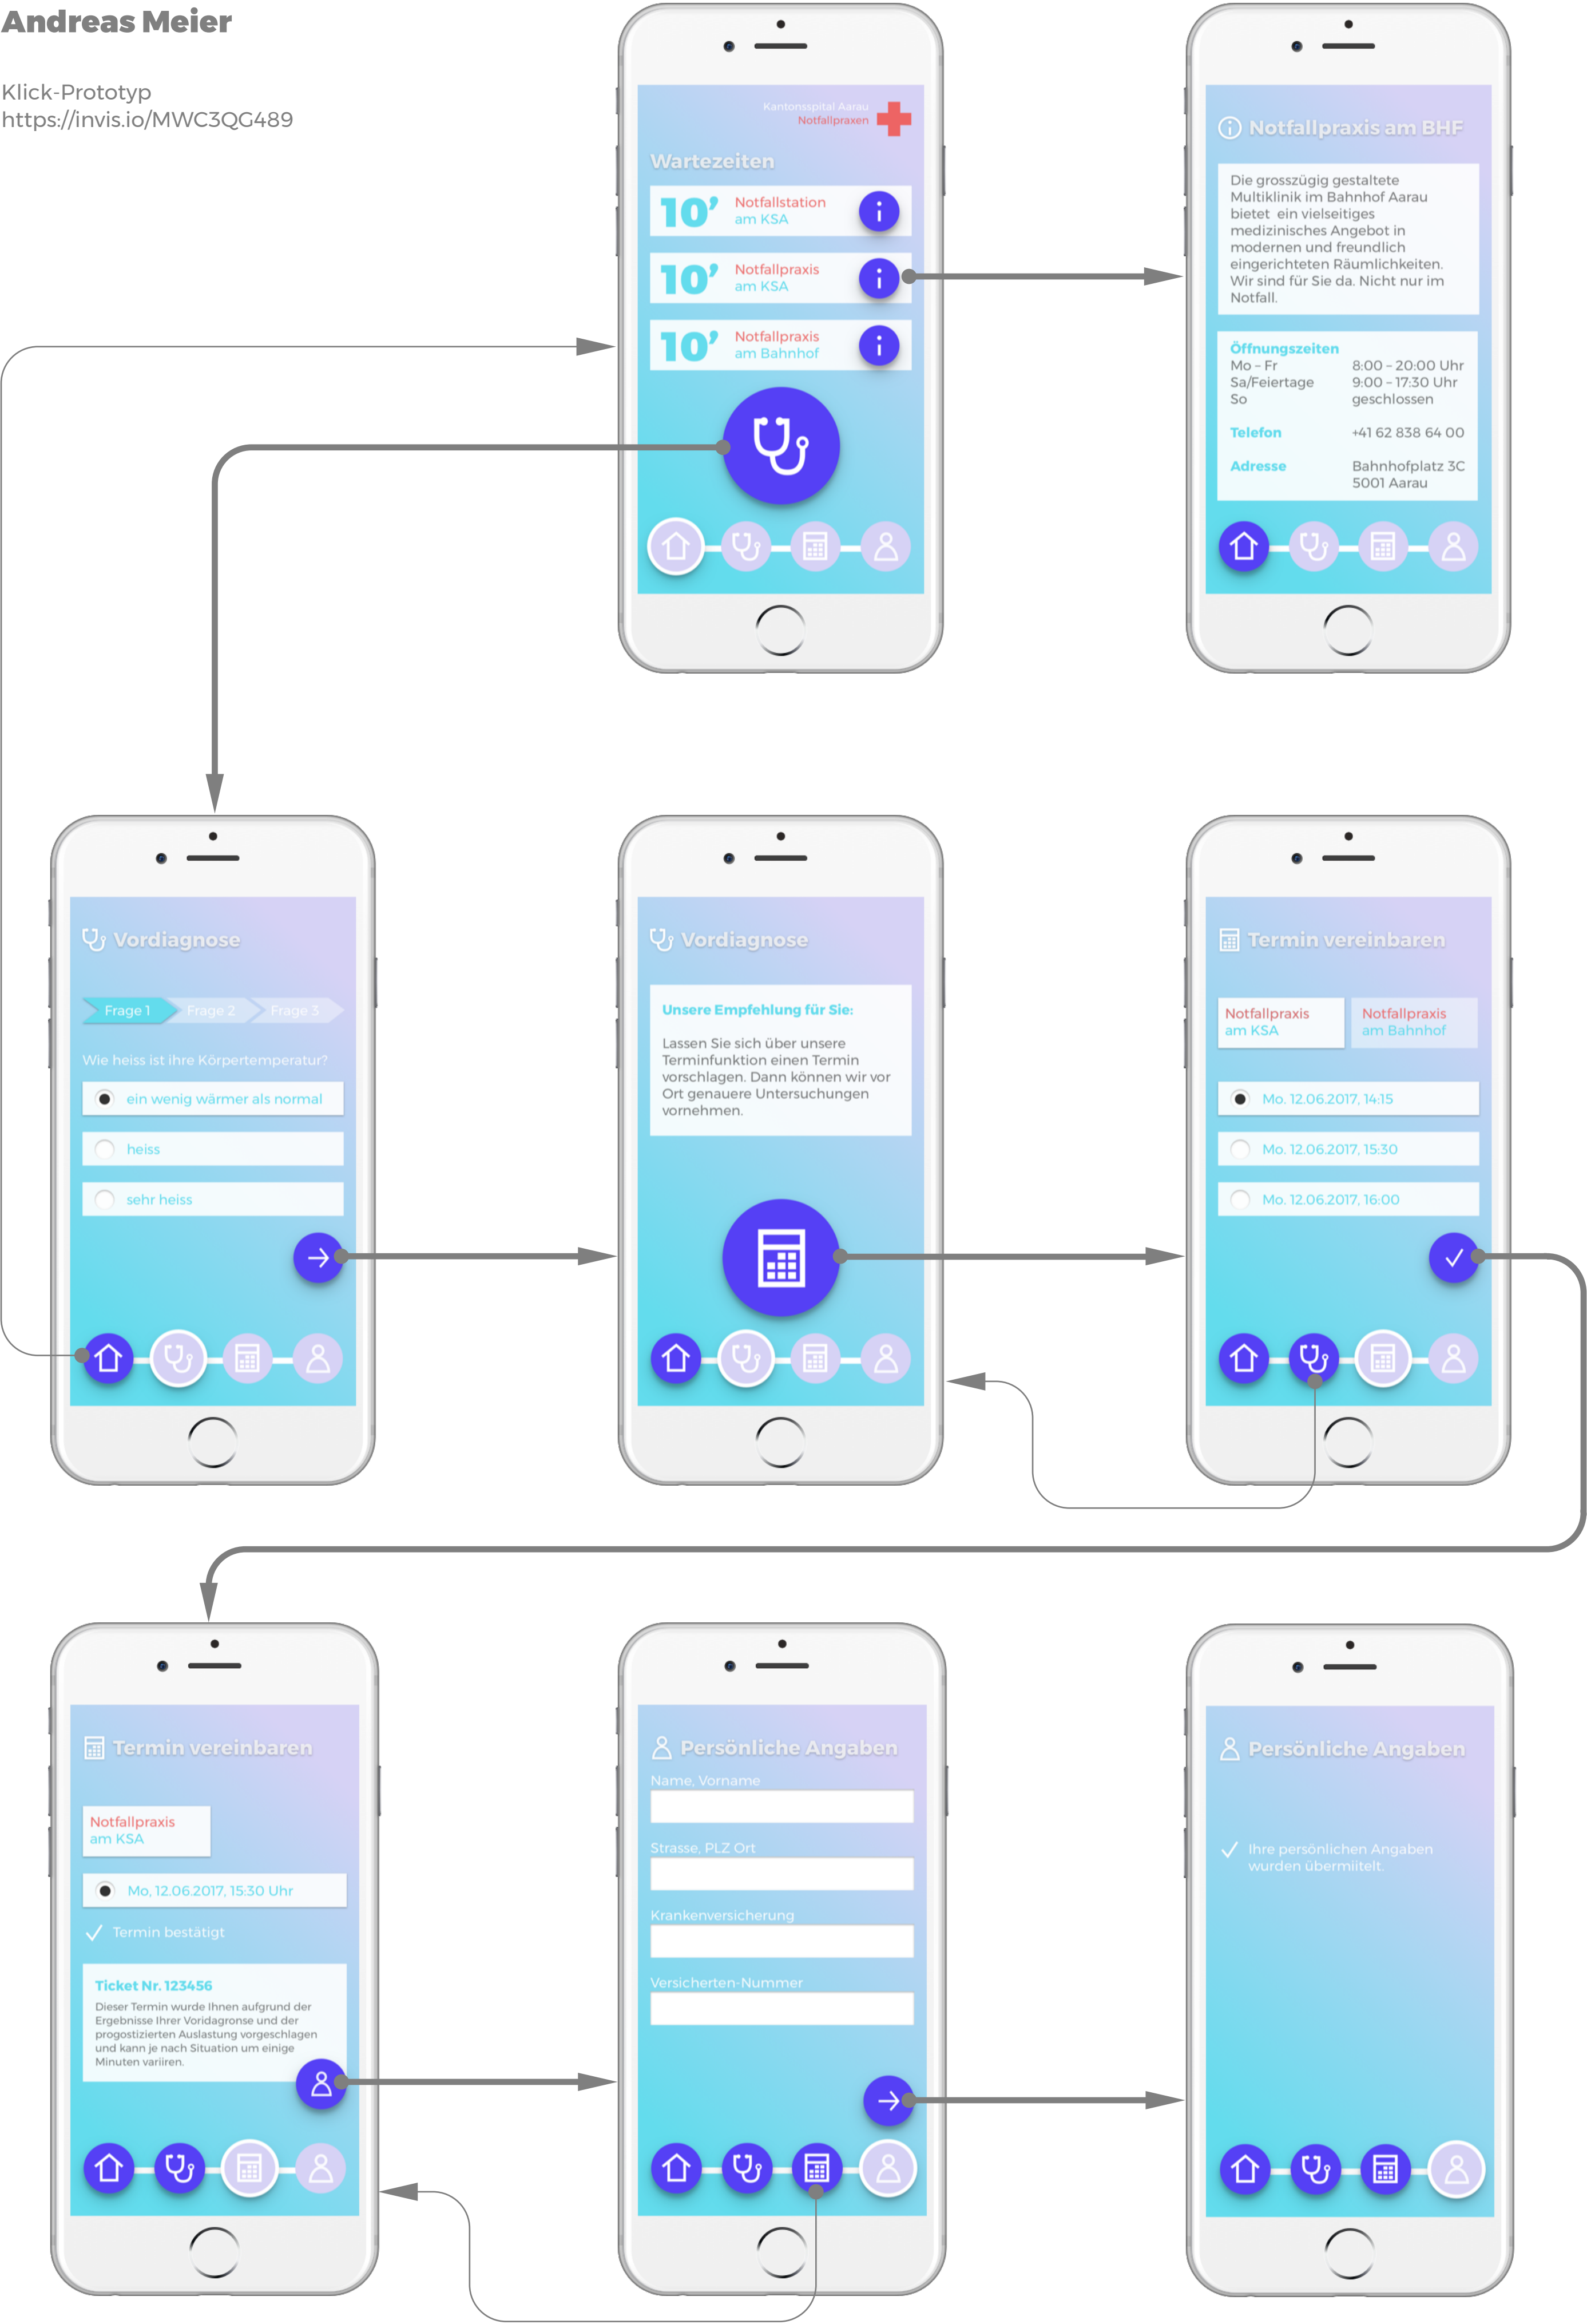 Andreas Meier
Klick-Prototyp
https://invis.io/MWC3QG489
Kantonsspital Aarau
Notfallpraxen
Wartezeiten
10’
Notfallstation
am KSA
10’
Notfallpraxis
am KSA
10’
Notfallpraxis
am Bahnhof
Notfallpraxis am BHF
Die grosszügig gestaltete
Multiklinik im Bahnhof Aarau
bietet ein vielseitiges
medizinisches Angebot in
modernen und freundlich
eingerichteten Räumlichkeiten.
Wir sind für Sie da. Nicht nur im
Notfall.
Öffnungszeiten
Mo – Fr 8:00 – 20:00 Uhr
Sa/Feiertage 9:00 – 17:30 Uhr
So geschlossen
Telefon +41 62 838 64 00
Adresse Bahnhofplatz 3C
5001 Aarau
Vordiagnose
Frage 1 Frage 2 Frage 3
Wie heiss ist ihre Körpertemperatur?
ein wenig wärmer als normal
heiss
sehr heiss
Vordiagnose
Unsere Empfehlung für Sie:
Lassen Sie sich über unsere
Terminfunktion einen Termin
vorschlagen. Dann können wir vor
Ort genauere Untersuchungen
vornehmen.
Termin vereinbaren
Notfallpraxis
am KSA
Notfallpraxis
am Bahnhof
Mo. 12.06.2017, 14:15
Mo. 12.06.2017, 15:30
Mo. 12.06.2017, 16:00
Termin vereinbaren
Notfallpraxis
am KSA
Mo, 12.06.2017, 15:30 Uhr
Termin bestätigt
Ticket Nr. 123456
Dieser Termin wurde Ihnen aufgrund der
Ergebnisse Ihrer Voridagronse und der
progostizierten Auslastung vorgeschlagen
und kann je nach Situation um einige
Minuten variiren.
Persönliche Angaben
Name, Vorname
Strasse, PLZ Ort
Krankenversicherung
Versicherten-Nummer
Persönliche Angaben
Ihre persönlichen Angaben
wurden übermiitelt.